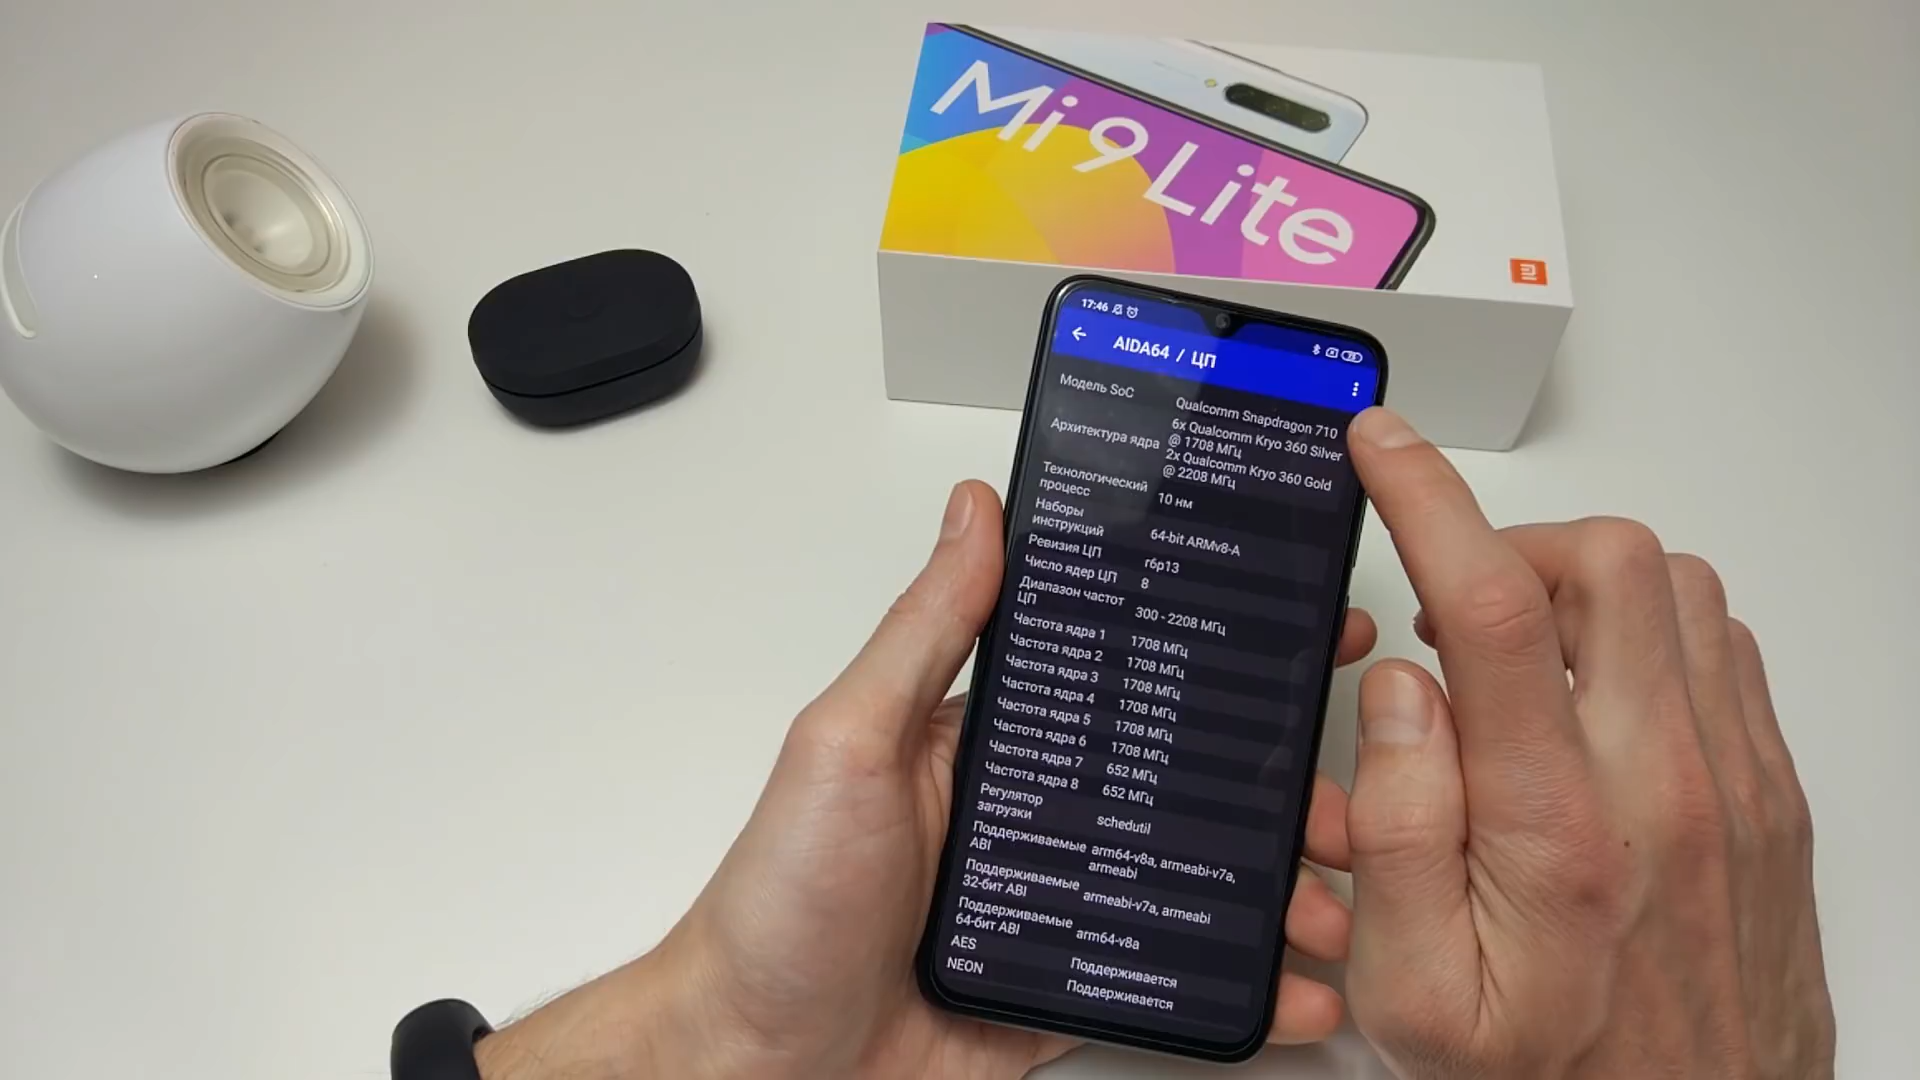 Mi 9 Lite
17:46
AIDA64 / ЦП
Модель SoC
Qualcomm Snapdragon 710
Архитектура ядра
6x Qualcomm Kryo 360 Silver
@ 1708 МГц
2x Qualcomm Kryo 360 Gold
@ 2208 МГц
Технологический
процесс
10 нм
Наборы
инструкций
64-bit ARMv8-A
Ревизия ЦП
r6p13
Число ядер ЦП
8
Диапазон частот
ЦП
300 - 2208 МГц
Частота ядра 1
1708 МГц
Частота ядра 2
1708 МГц
Частота ядра 3
1708 МГц
Частота ядра 4
1708 МГц
Частота ядра 5
1708 МГц
Частота ядра 6
1708 МГц
Частота ядра 7
652 МГц
Частота ядра 8
652 МГц
Регулятор
загрузки
schedutil
Поддерживаемые
ABI
arm64-v8a, armeabi-v7a,
armeabi
Поддерживаемые
32-бит ABI
armeabi-v7a, armeabi
Поддерживаемые
64-бит ABI
arm64-v8a
AES
Поддерживается
NEON
Поддерживается